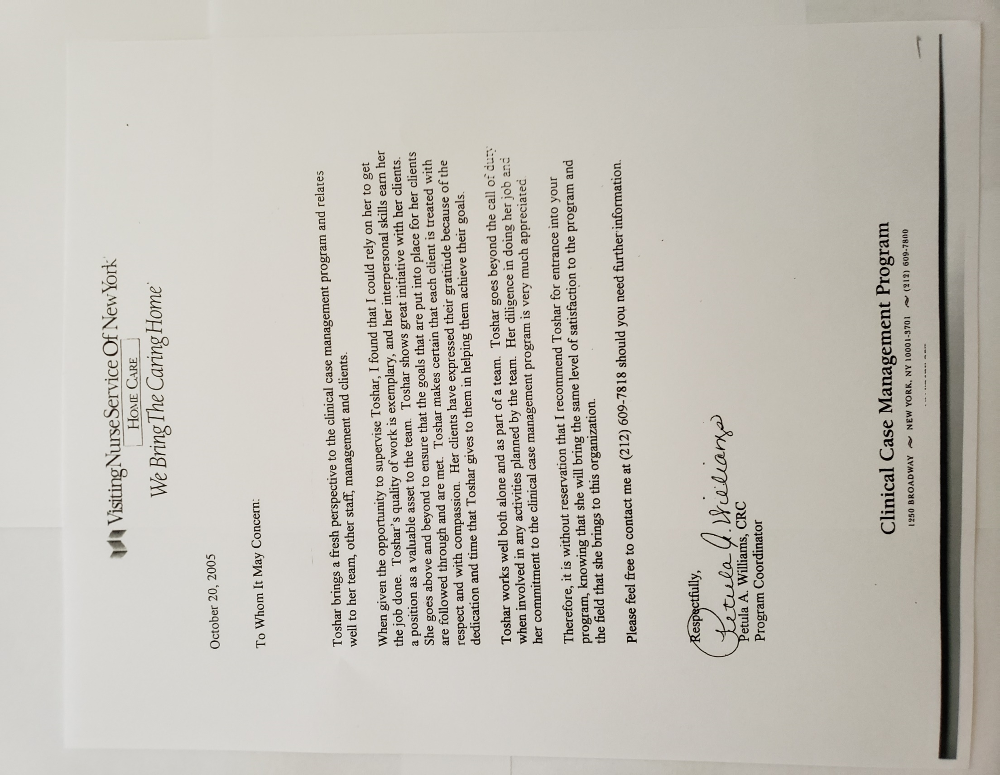 VisitingNurseService Of NewYork
HOME CARE
We BringThe CaringHome
October 20, 2005
To Whom It May Concern:
Toshar brings a fresh perspective to the clinical case management program and relates
well to her team, other staff, management and clients.
When given the opportunity to supervise Toshar, I found that I could rely on her to get
the job done. Toshar's quality of work is exemplary, and her interpersonal skills earn her
a position as a valuable asset to the team. Toshar shows great initiative with her clients.
She goes above and beyond to ensure that the goals that are put into place for her clients
are followed through and are met. Toshar makes certain that each client is treated with
respect and with compassion. Her clients have expressed their gratitude because of the
dedication and time that Toshar gives to them in helping them achieve their goals.
Toshar works well both alone and as part of a team. Toshar goes beyond the call of duty
when involved in any activities planned by the team. Her diligence in doing her job and
her commitment to the clinical case management program is very much appreciated.
Therefore, it is without reservation that I recommend Toshar for entrance into your
program, knowing that she will bring the same level of satisfaction to the program and
the field that she brings to this organization.
Please feel free to contact me at (212) 609-7818 should you need further information.
Respectfully,
Petula A. Williams
Petula A. Williams, CRC
Program Coordinator
Clinical Case Management Program
1250 BROADWAY ~ NEW YORK, NY 10001-3701 ~ (212) 609-7800